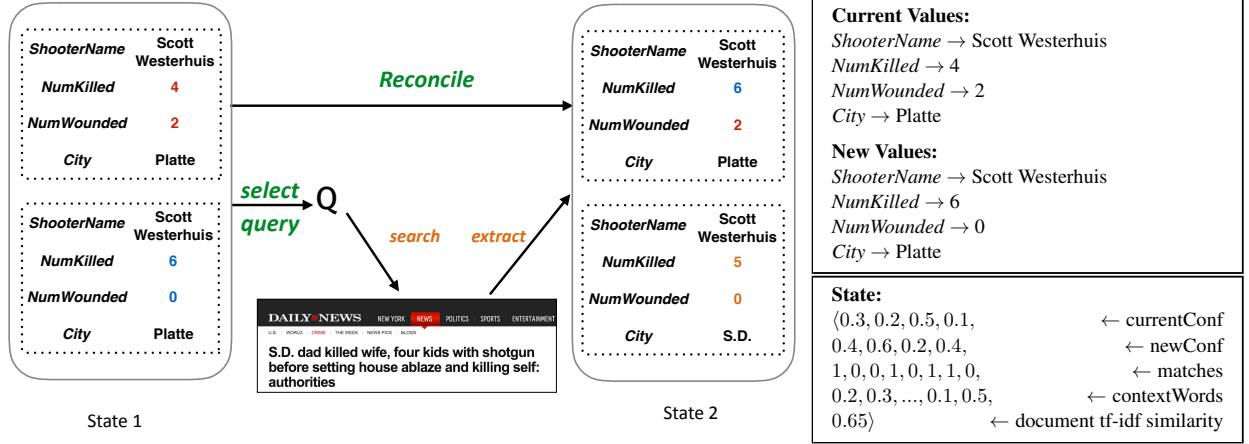 ShooterName Scott Westerhuis
NumKilled 4
NumWounded 2
City Platte
ShooterName Scott Westerhuis
NumKilled 6
NumWounded 0
City Platte
State 1
Reconcile
select query
Q
search
extract
DAILY NEWS NEW YORK NEWS POLITICS SPORTS ENTERTAINMENT
U.S. WORLD CRIME THE WEEK NEWS PICS BLOGS
S.D. dad killed wife, four kids with shotgun
before setting house ablaze and killing self:
authorities
ShooterName Scott Westerhuis
NumKilled 6
NumWounded 2
City Platte
ShooterName Scott Westerhuis
NumKilled 5
NumWounded 0
City S.D.
State 2
Current Values:
ShooterName → Scott Westerhuis
NumKilled → 4
NumWounded → 2
City → Platte
New Values:
ShooterName → Scott Westerhuis
NumKilled → 6
NumWounded → 0
City → Platte
State:
⟨0.3, 0.2, 0.5, 0.1, ← currentConf
0.4, 0.6, 0.2, 0.4, ← newConf
1, 0, 0, 1, 0, 1, 1, 0, ← matches
0.2, 0.3, ..., 0.1, 0.5, ← contextWords
0.65⟩ ← document tf-idf similarity